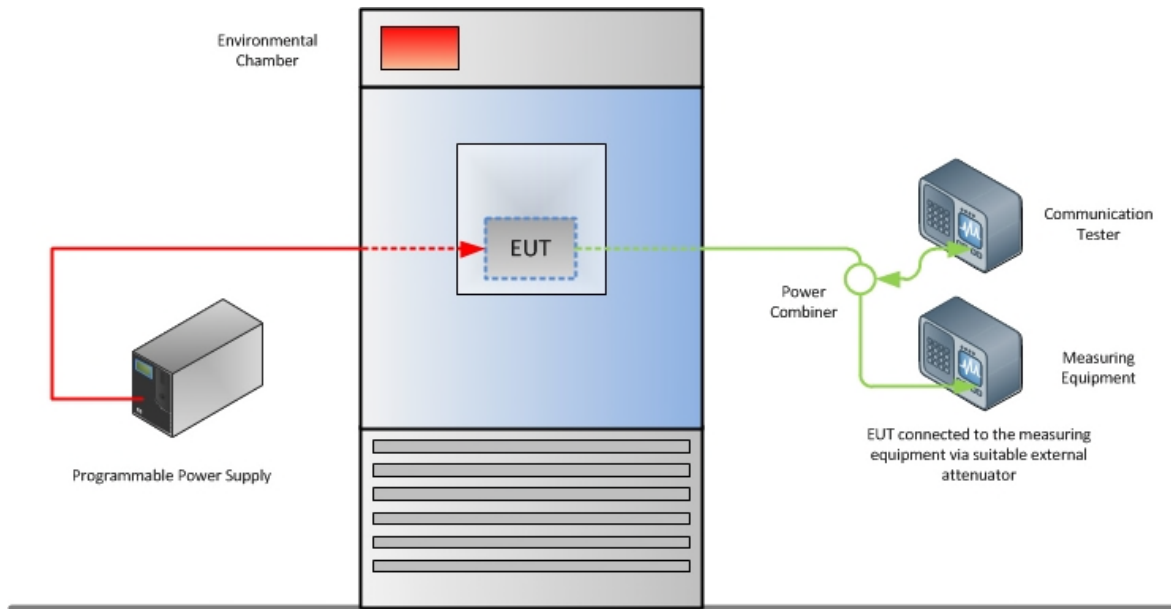 Environmental
Chamber
EUT
Communication
Tester
Power
Combiner
Measuring
Equipment
EUT connected to the measuring
equipment via suitable external
attenuator
Programmable Power Supply